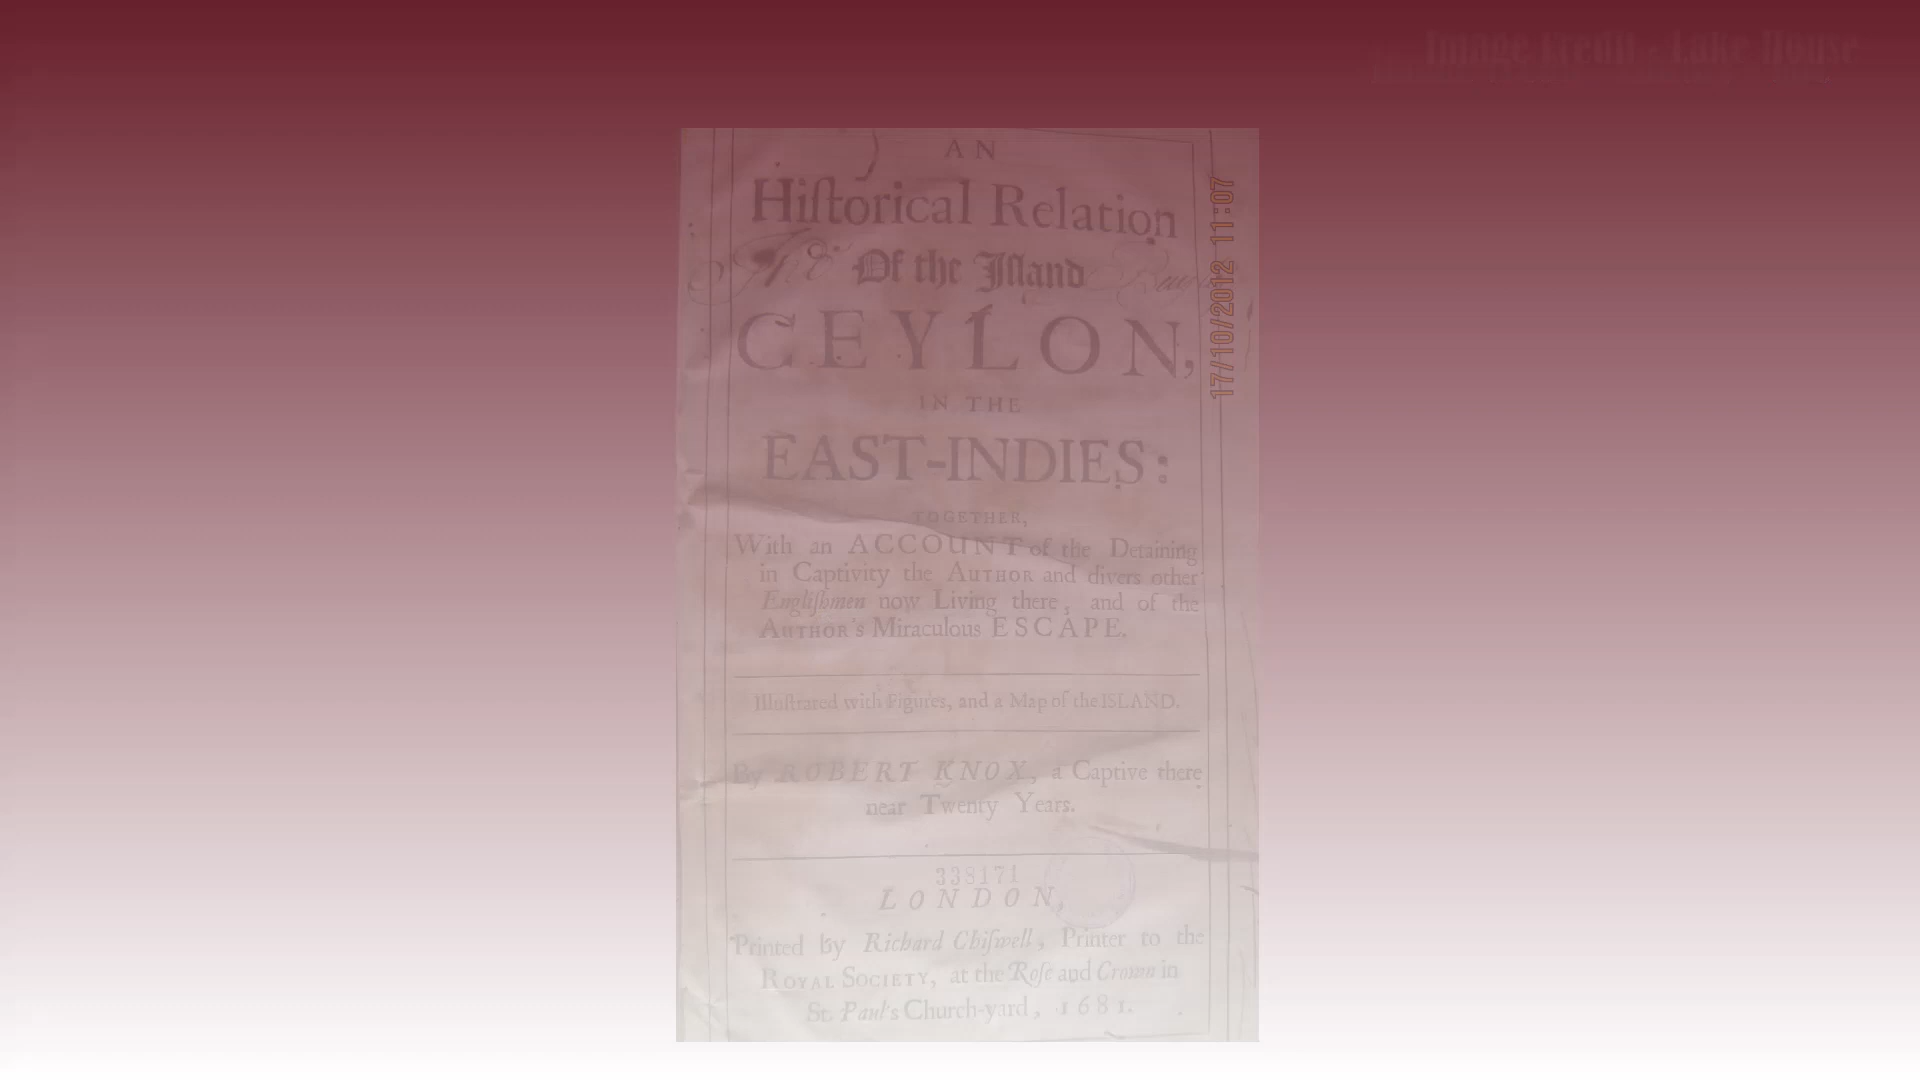 Image Credit - Lake House
AN
Hiſtorical Relation
Of the Iſland
CEYLON,
IN THE
EAST-INDIES:
TOGETHER,
With an ACCOUNT of the Detaining
in Captivity the AUTHOR and divers other
Engliſhmen now Living there, and of the
AUTHOR's Miraculous ESCAPE.
Illuſtrated with Figures, and a Map of the ISLAND.
By ROBERT KNOX, a Captive there
near Twenty Years.
338171
LONDON,
Printed by Richard Chiſwell, Printer to the
ROYAL SOCIETY, at the Roſe and Crown in
St. Paul's Church-yard, 1681.
17/10/2012 11:07